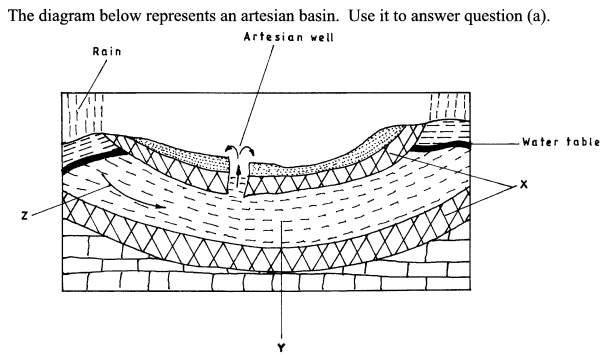 The diagram below represents an artesian basin. Use it to answer question (a).
Artesian well
Rain
Water table
X
Z
Y